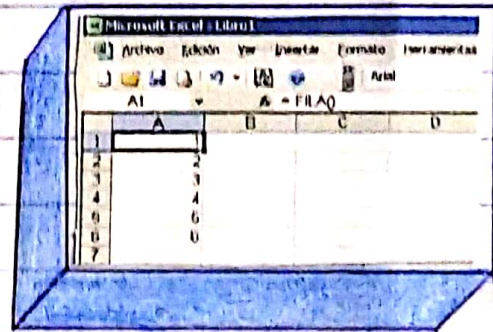 Microsoft Excel - Libro1
Archivo Edición Ver Insertar Formato Herramientas
Arial
A1 = FILA()
A B C D
1
2 2
3 3
4 4
5
6
7